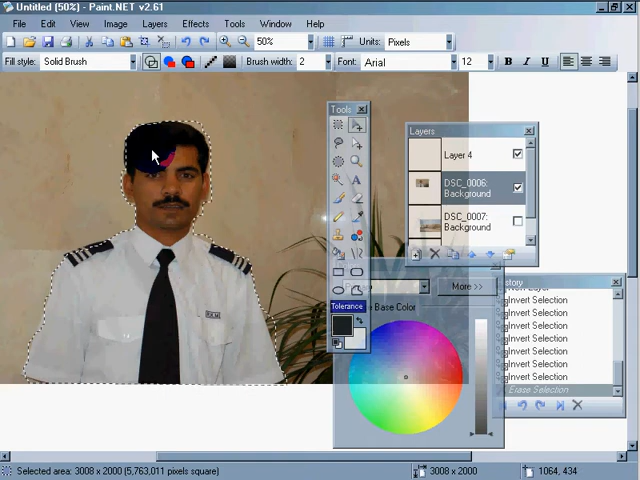 Untitled (50%) - Paint.NET v2.61
File Edit View Image Layers Effects Tools Window Help
50% Units: Pixels
Fill style: Solid Brush Brush width: 2 Font: Arial 12 B I U
Tools
Layers
Layer 4
DSC_0006:
Background
DSC_0007:
Background
More >>
Base Color
Tolerance
story
Invert Selection
Invert Selection
Invert Selection
Invert Selection
Invert Selection
Invert Selection
Erase Selection
Selected area: 3008 x 2000 (5,763,011 pixels square) 3008 x 2000 1064, 434